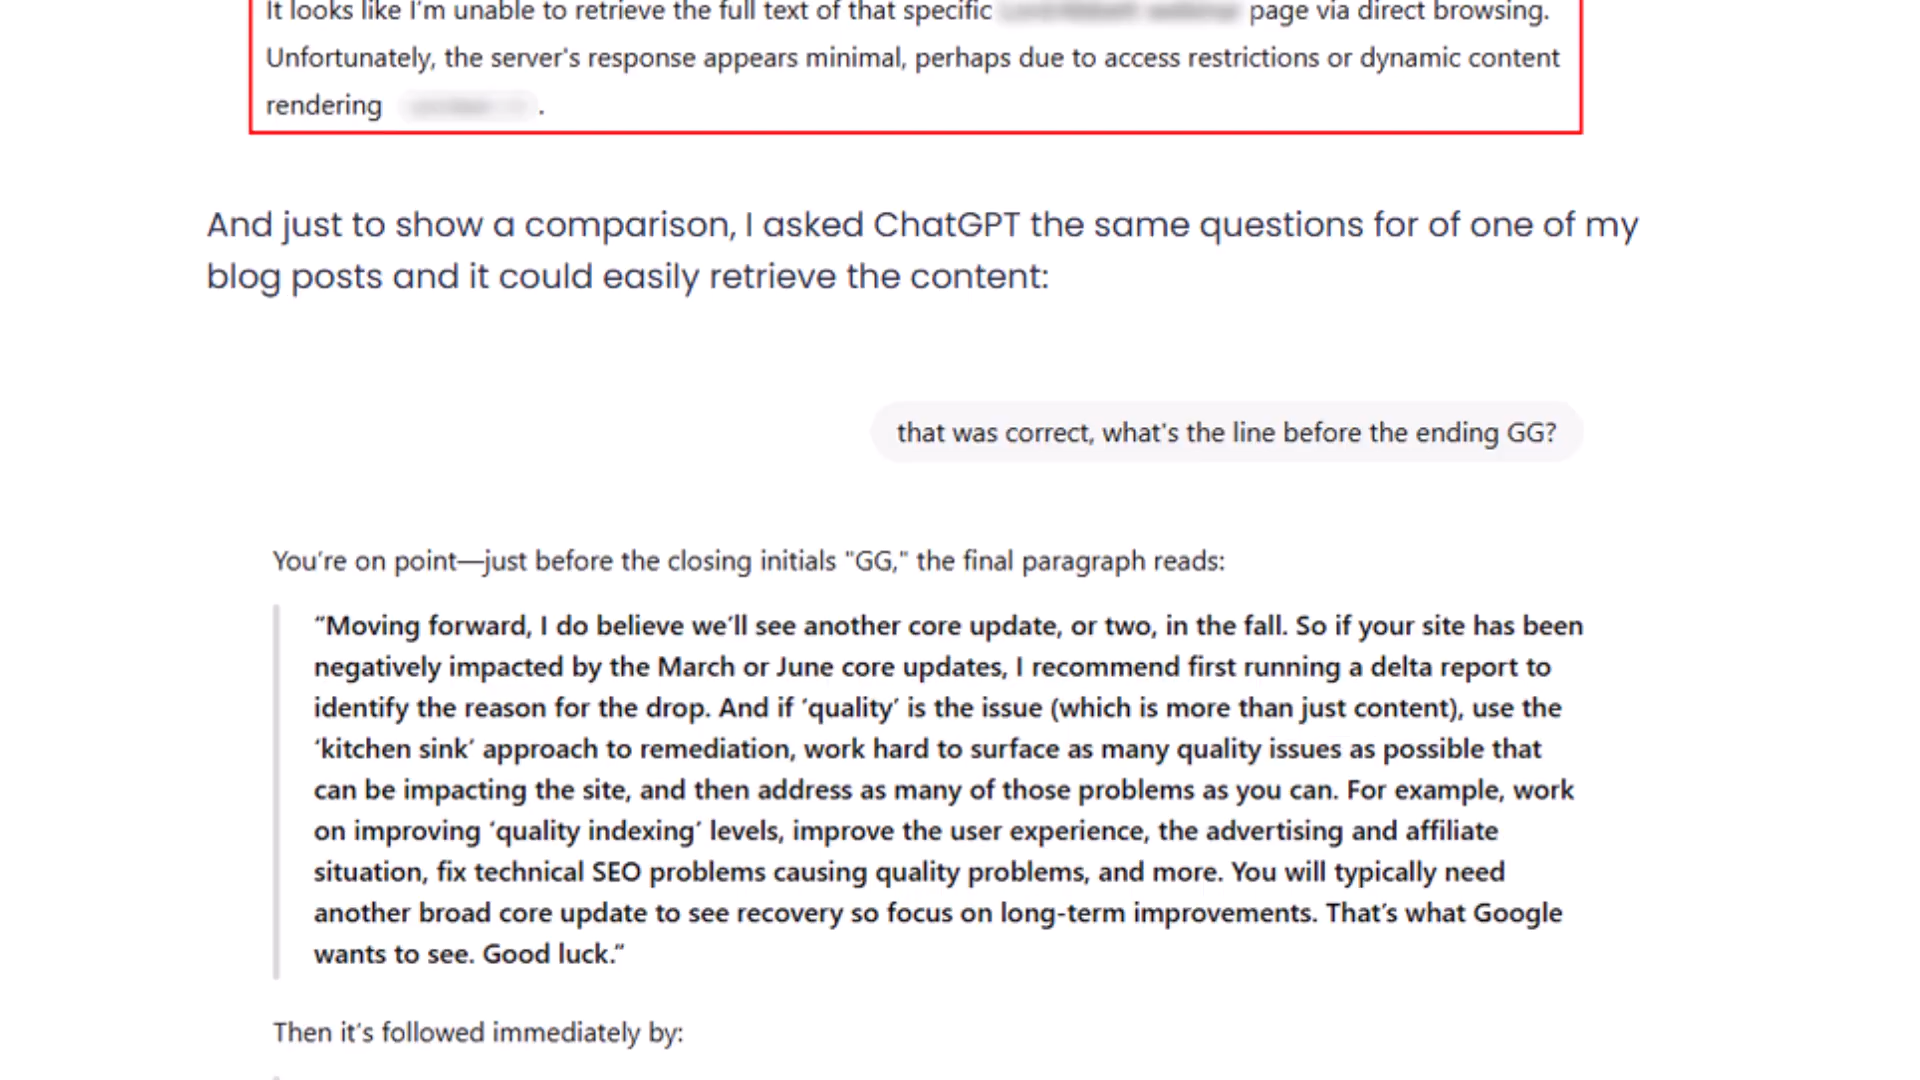 It looks like I'm unable to retrieve the full text of that specific page via direct browsing.
Unfortunately, the server's response appears minimal, perhaps due to access restrictions or dynamic content
rendering .
And just to show a comparison, I asked ChatGPT the same questions for of one of my
blog posts and it could easily retrieve the content:
that was correct, what's the line before the ending GG?
You're on point—just before the closing initials "GG," the final paragraph reads:
“Moving forward, I do believe we’ll see another core update, or two, in the fall. So if your site has been
negatively impacted by the March or June core updates, I recommend first running a delta report to
identify the reason for the drop. And if ‘quality’ is the issue (which is more than just content), use the
‘kitchen sink’ approach to remediation, work hard to surface as many quality issues as possible that
can be impacting the site, and then address as many of those problems as you can. For example, work
on improving ‘quality indexing’ levels, improve the user experience, the advertising and affiliate
situation, fix technical SEO problems causing quality problems, and more. You will typically need
another broad core update to see recovery so focus on long-term improvements. That’s what Google
wants to see. Good luck.”
Then it’s followed immediately by: